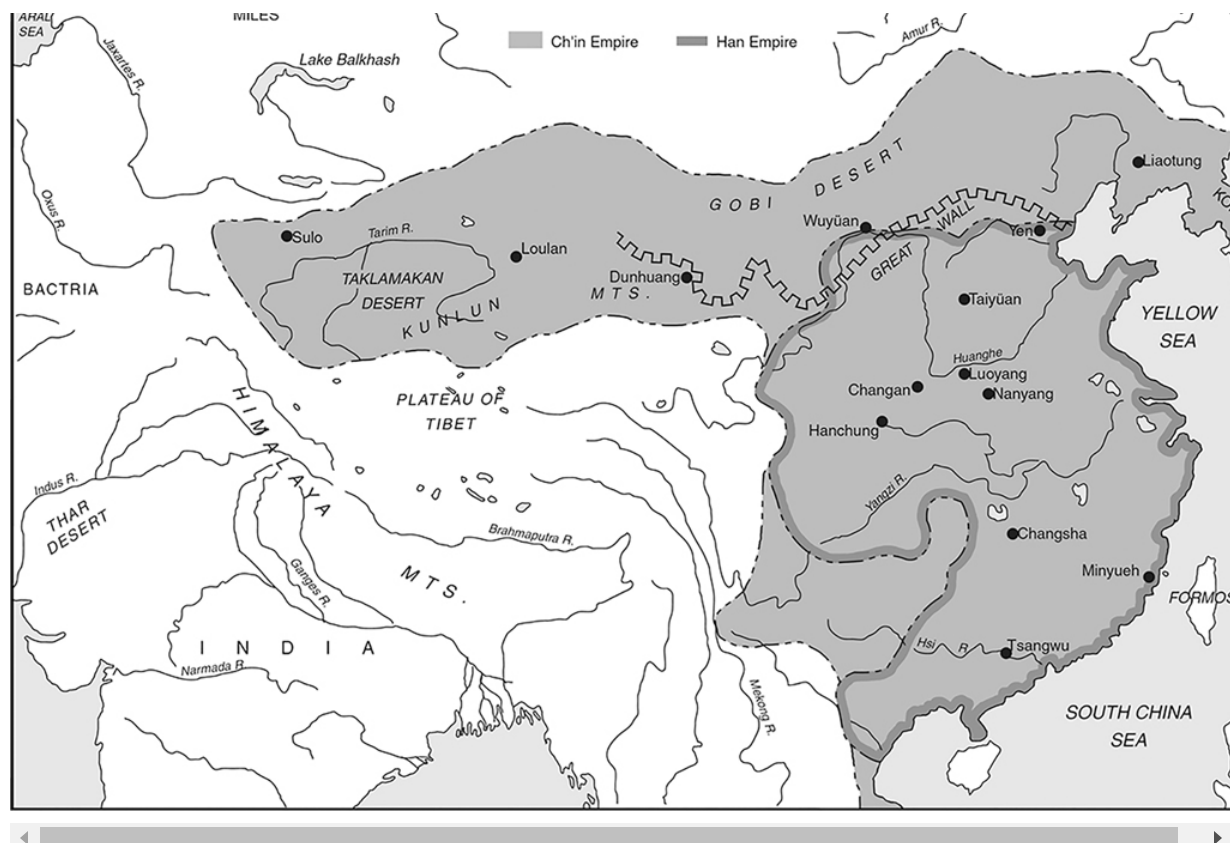 ARAL
SEA
MILES
Jaxartes R.
Lake Balkhash
Ch'in Empire
Han Empire
Amur R.
Oxus R.
GOBI DESERT
Liaotung
Wuyüan
GREAT WALL
Yen
KO
Sulo
Tarim R.
Loulan
TAKLAMAKAN
DESERT
Dunhuang
KUNLUN MTS.
BACTRIA
Taiyüan
YELLOW
SEA
Huanghe
Luoyang
Changan
Nanyang
Hanchung
PLATEAU OF
TIBET
HIMALAYA MTS.
Indus R.
THAR
DESERT
Yangzi R.
Brahmaputra R.
Changsha
Ganges R.
Minyueh
FORMOS
INDIA
Narmada R.
Hsi R
Tsangwu
Mekong R.
SOUTH CHINA
SEA